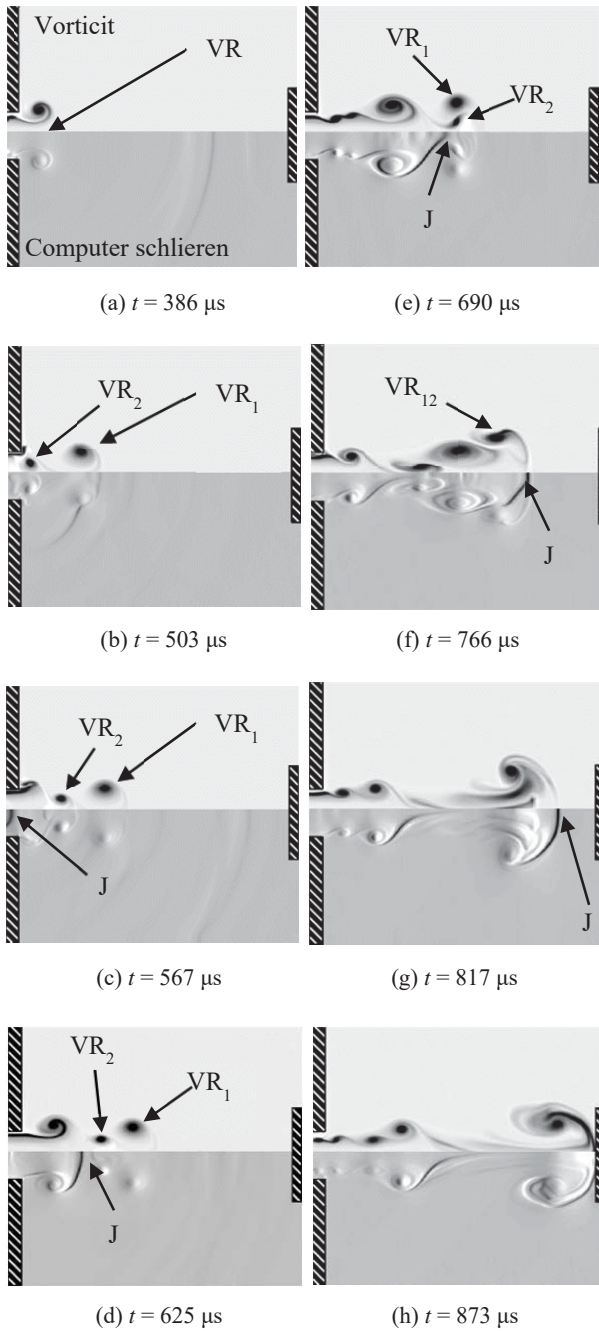 Vorticit
VR
Computer schlieren
(a) t = 386 μs
VR2
VR1
(b) t = 503 μs
VR2
VR1
J
(c) t = 567 μs
VR2
VR1
J
(d) t = 625 μs
VR1
VR2
J
(e) t = 690 μs
VR12
J
(f) t = 766 μs
J
(g) t = 817 μs
(h) t = 873 μs